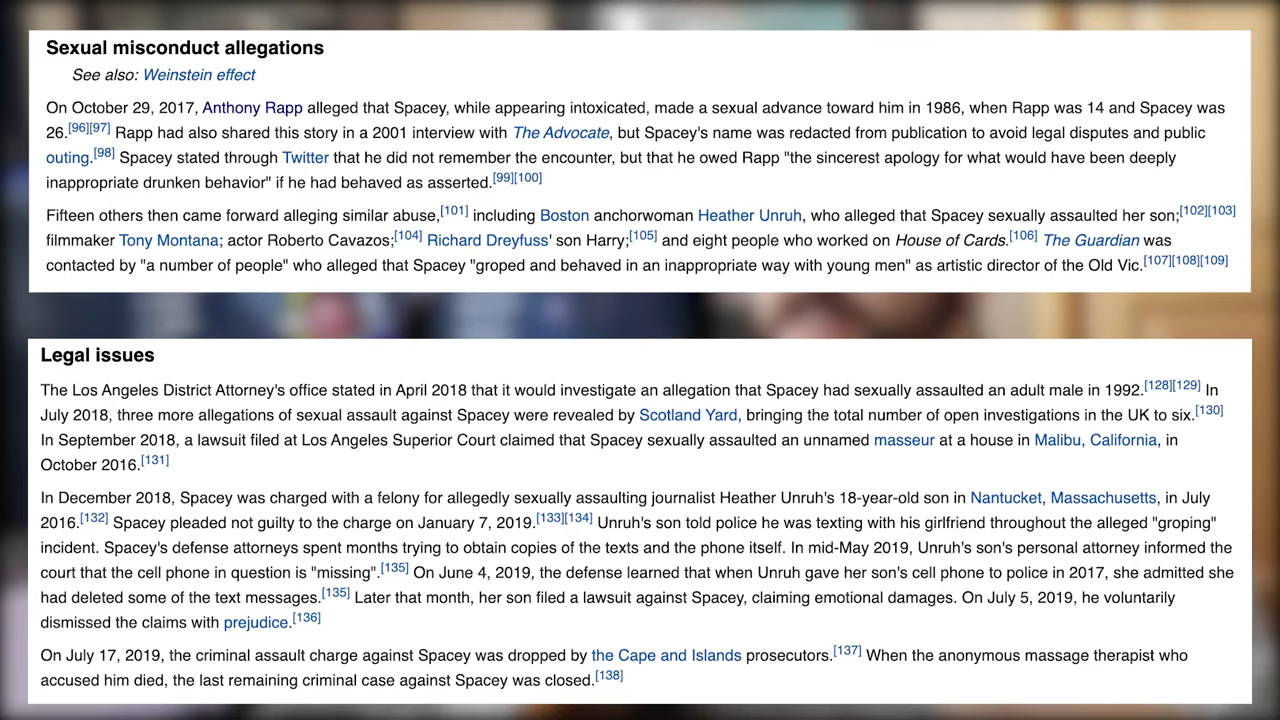 Sexual misconduct allegations
See also: Weinstein effect
On October 29, 2017, Anthony Rapp alleged that Spacey, while appearing intoxicated, made a sexual advance toward him in 1986, when Rapp was 14 and Spacey was
26.[96][97] Rapp had also shared this story in a 2001 interview with The Advocate, but Spacey's name was redacted from publication to avoid legal disputes and public
outing.[98] Spacey stated through Twitter that he did not remember the encounter, but that he owed Rapp "the sincerest apology for what would have been deeply
inappropriate drunken behavior" if he had behaved as asserted.[99][100]
Fifteen others then came forward alleging similar abuse,[101] including Boston anchorwoman Heather Unruh, who alleged that Spacey sexually assaulted her son;[102][103]
filmmaker Tony Montana; actor Roberto Cavazos;[104] Richard Dreyfuss' son Harry;[105] and eight people who worked on House of Cards.[106] The Guardian was
contacted by "a number of people" who alleged that Spacey "groped and behaved in an inappropriate way with young men" as artistic director of the Old Vic.[107][108][109]
Legal issues
The Los Angeles District Attorney's office stated in April 2018 that it would investigate an allegation that Spacey had sexually assaulted an adult male in 1992.[128][129] In
July 2018, three more allegations of sexual assault against Spacey were revealed by Scotland Yard, bringing the total number of open investigations in the UK to six.[130]
In September 2018, a lawsuit filed at Los Angeles Superior Court claimed that Spacey sexually assaulted an unnamed masseur at a house in Malibu, California, in
October 2016.[131]
In December 2018, Spacey was charged with a felony for allegedly sexually assaulting journalist Heather Unruh's 18-year-old son in Nantucket, Massachusetts, in July
2016.[132] Spacey pleaded not guilty to the charge on January 7, 2019.[133][134] Unruh's son told police he was texting with his girlfriend throughout the alleged "groping"
incident. Spacey's defense attorneys spent months trying to obtain copies of the texts and the phone itself. In mid-May 2019, Unruh's son's personal attorney informed the
court that the cell phone in question is "missing".[135] On June 4, 2019, the defense learned that when Unruh gave her son's cell phone to police in 2017, she admitted she
had deleted some of the text messages.[135] Later that month, her son filed a lawsuit against Spacey, claiming emotional damages. On July 5, 2019, he voluntarily
dismissed the claims with prejudice.[136]
On July 17, 2019, the criminal assault charge against Spacey was dropped by the Cape and Islands prosecutors.[137] When the anonymous massage therapist who
accused him died, the last remaining criminal case against Spacey was closed.[138]